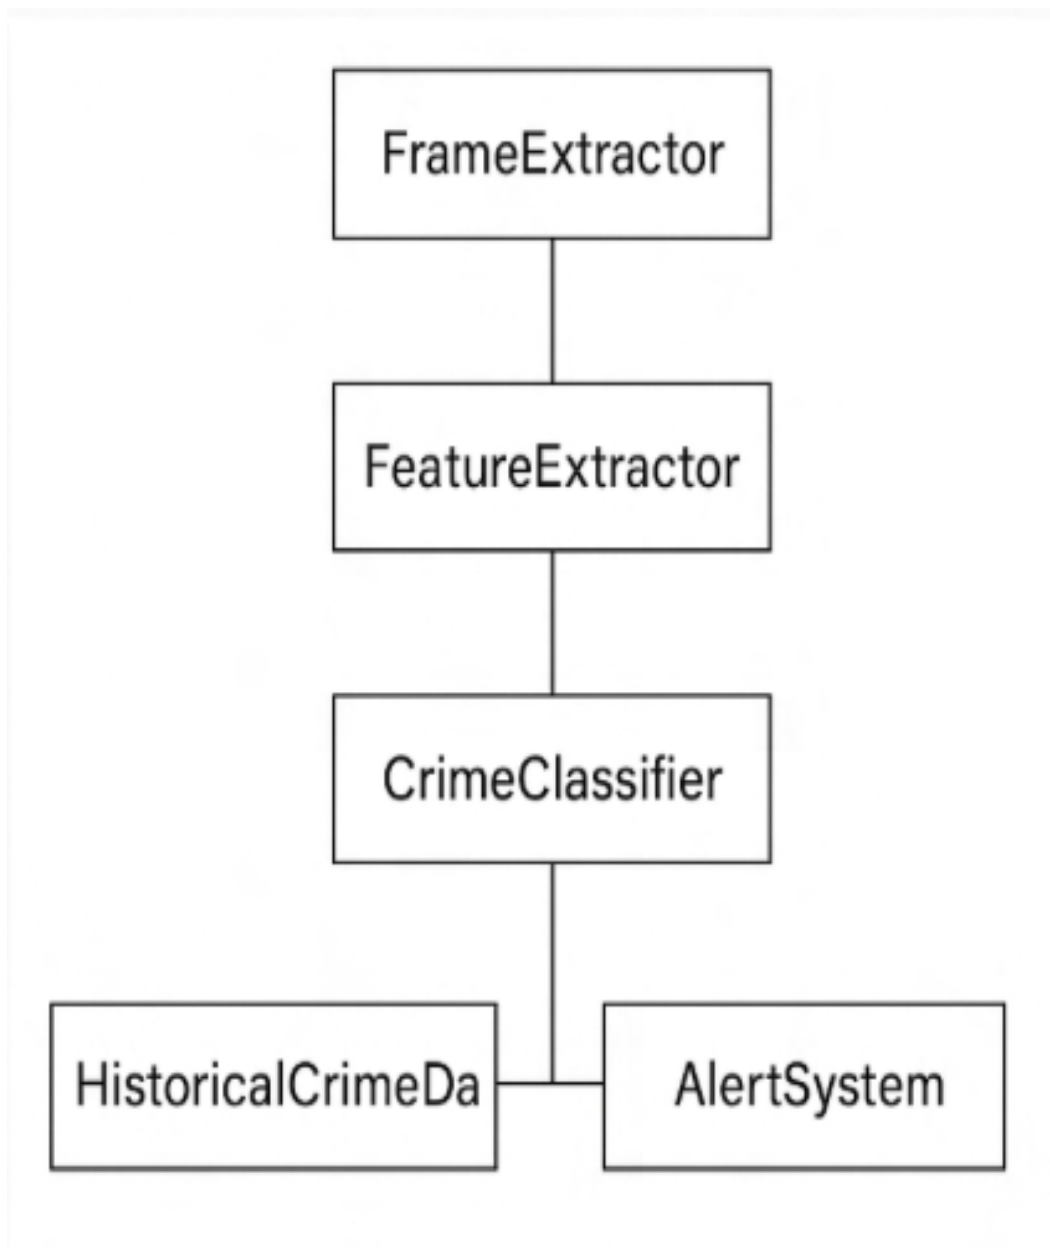 FrameExtractor
FeatureExtractor
CrimeClassifier
HistoricalCrimeDa
AlertSystem